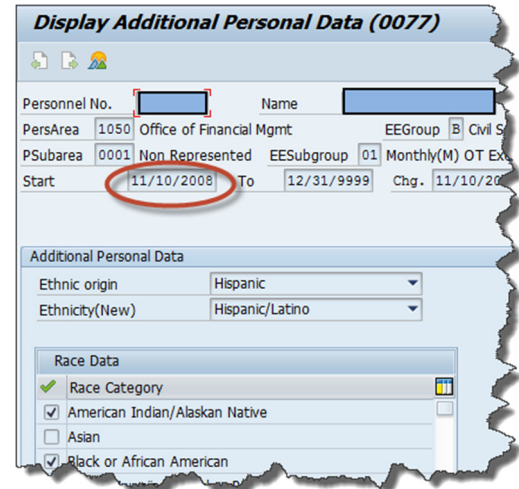 Display Additional Personal Data (0077)
Personnel No. Name
PersArea 1050 Office of Financial Mgmt EEGroup B Civil S
PSubarea 0001 Non Represented EESubgroup 01 Monthly(M) OT Exe
Start 11/10/2008 To 12/31/9999 Chg. 11/10/20
Additional Personal Data
Ethnic origin Hispanic
Ethnicity(New) Hispanic/Latino
Race Data
Race Category
American Indian/Alaskan Native
Asian
Black or African American